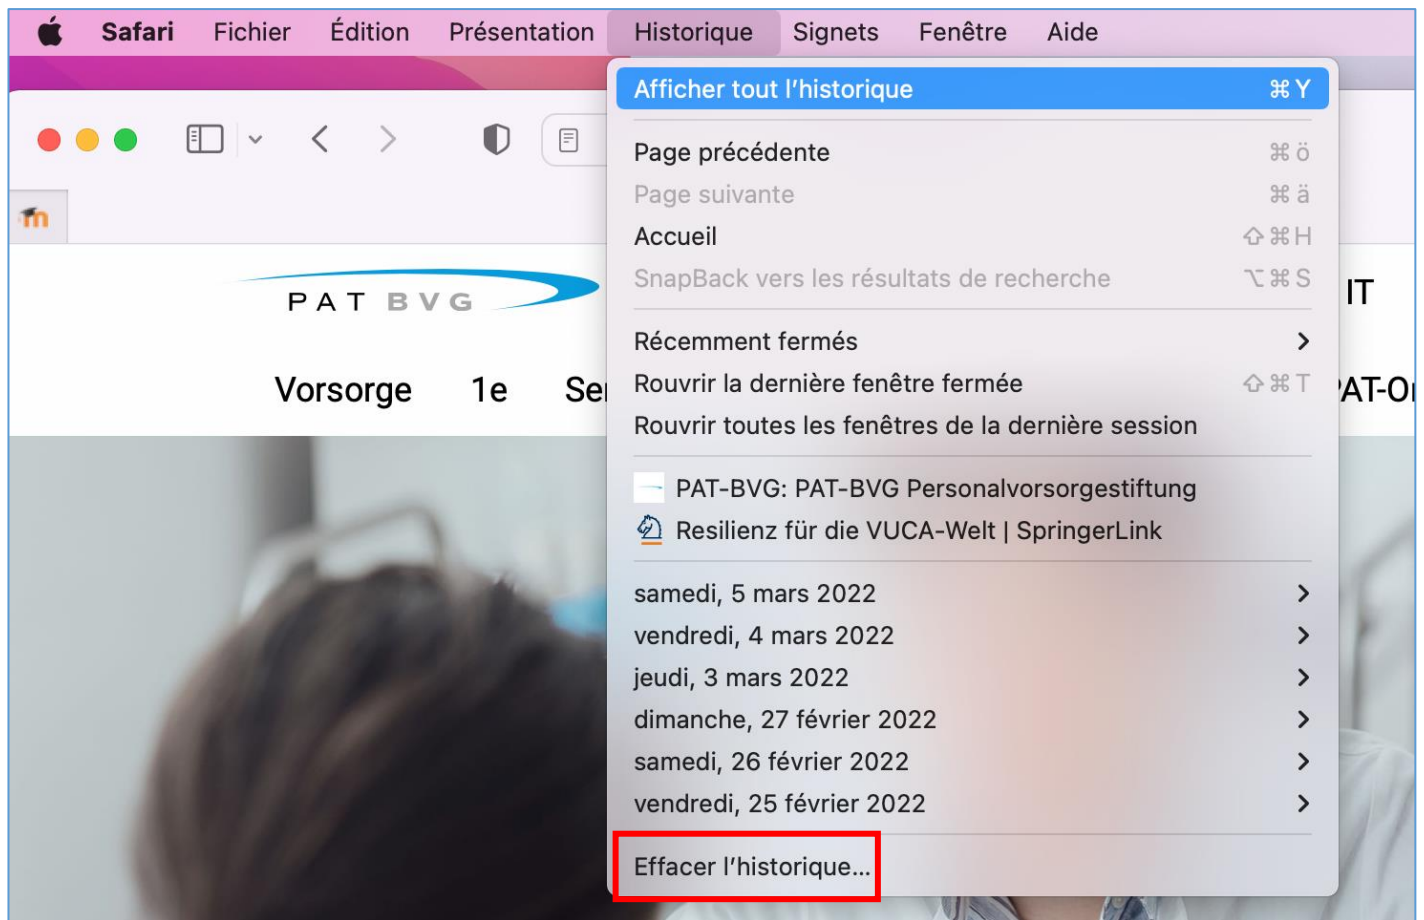 Safari Fichier Édition Présentation Historique Signets Fenêtre Aide
Afficher tout l’historique ⌘Y
Page précédente ⌘ö
Page suivante ⌘ä
Accueil ⇧⌘H
SnapBack vers les résultats de recherche ⌥⌘S
Récemment fermés
Rouvrir la dernière fenêtre fermée ⇧⌘T
Rouvrir toutes les fenêtres de la dernière session
PAT-BVG: PAT-BVG Personalvorsorgestiftung
Resilienz für die VUCA-Welt | SpringerLink
samedi, 5 mars 2022
vendredi, 4 mars 2022
jeudi, 3 mars 2022
dimanche, 27 février 2022
samedi, 26 février 2022
vendredi, 25 février 2022
Effacer l’historique...
m
PAT BVG
IT
Vorsorge 1e